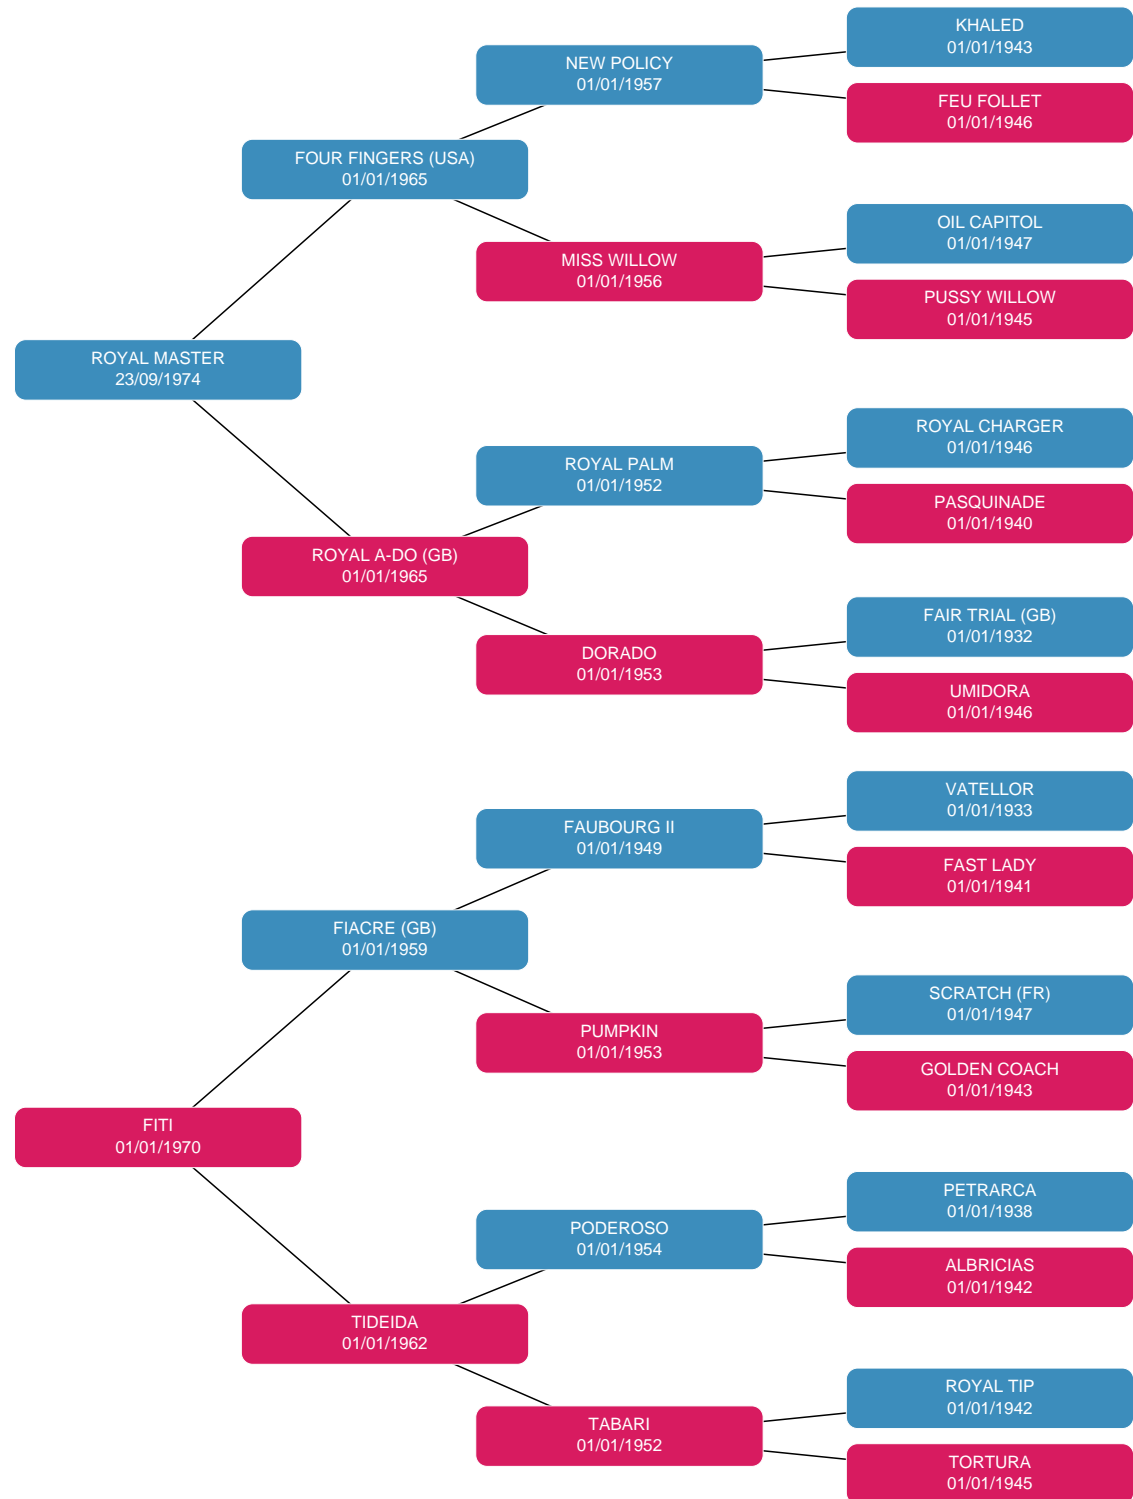 KHALED
01/01/1943
NEW POLICY
01/01/1957
FEU FOLLET
01/01/1946
FOUR FINGERS (USA)
01/01/1965
OIL CAPITOL
01/01/1947
MISS WILLOW
01/01/1956
PUSSY WILLOW
01/01/1945
ROYAL MASTER
23/09/1974
ROYAL CHARGER
01/01/1946
ROYAL PALM
01/01/1952
PASQUINADE
01/01/1940
ROYAL A-DO (GB)
01/01/1965
FAIR TRIAL (GB)
01/01/1932
DORADO
01/01/1953
UMIDORA
01/01/1946
VATELLOR
01/01/1933
FAUBOURG II
01/01/1949
FAST LADY
01/01/1941
FIACRE (GB)
01/01/1959
SCRATCH (FR)
01/01/1947
PUMPKIN
01/01/1953
GOLDEN COACH
01/01/1943
FITI
01/01/1970
PETRARCA
01/01/1938
PODEROSO
01/01/1954
ALBRICIAS
01/01/1942
TIDEIDA
01/01/1962
ROYAL TIP
01/01/1942
TABARI
01/01/1952
TORTURA
01/01/1945